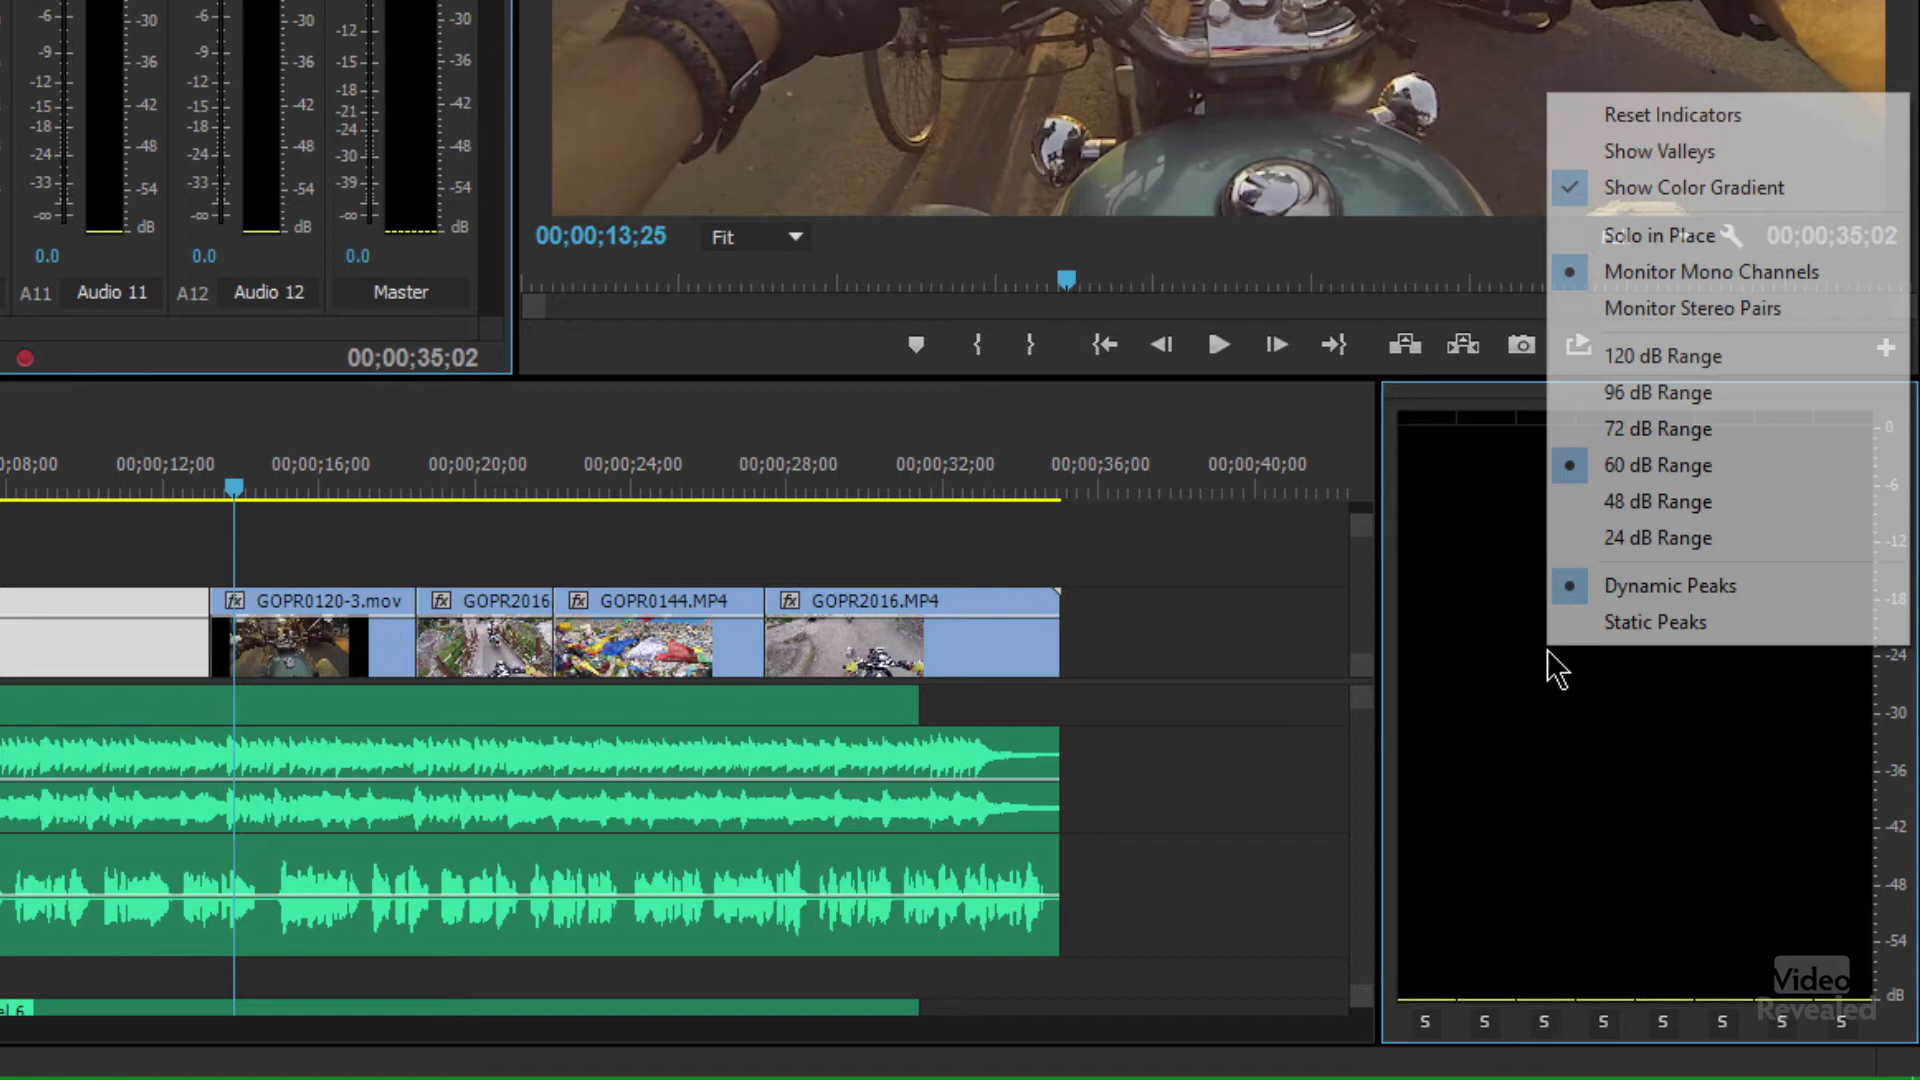 -6 -30 -6 -30 -30
-9 -36 -9 -36 -12 -36
-12 -42 -12 -42 -15 -42
-15 -15 -18
-18 -48 -18 -48 -21 -48
-24 -24 -24
-33 -54 -33 -54 -30 -54
-∞ dB -∞ dB -39 -∞ dB
0.0 0.0 0.0
A11 Audio 11 A12 Audio 12 Master
00;00;35;02
00;00;13;25 Fit 00;00;35;02
Reset Indicators
Show Valleys
Show Color Gradient
Solo in Place
Monitor Mono Channels
Monitor Stereo Pairs
120 dB Range
96 dB Range
72 dB Range
60 dB Range
48 dB Range
24 dB Range
Dynamic Peaks
Static Peaks
0;08;00 00;00;12;00 00;00;16;00 00;00;20;00 00;00;24;00 00;00;28;00 00;00;32;00 00;00;36;00 00;00;40;00
fx GOPR0120-3.mov fx GOPR2016 fx GOPR0144.MP4 fx GOPR2016.MP4
el 6
0
-6
-12
-18
-24
-30
-36
-42
-48
-54
dB
S S S S S S S S
Video
Revealed